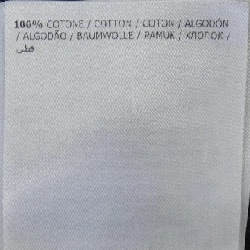 100% COTONE / COTTON / COTON / ALGODÓN
/ ALGODÃO / BAUMWOLLE / PAMUK / ХЛОПОК /
قطن